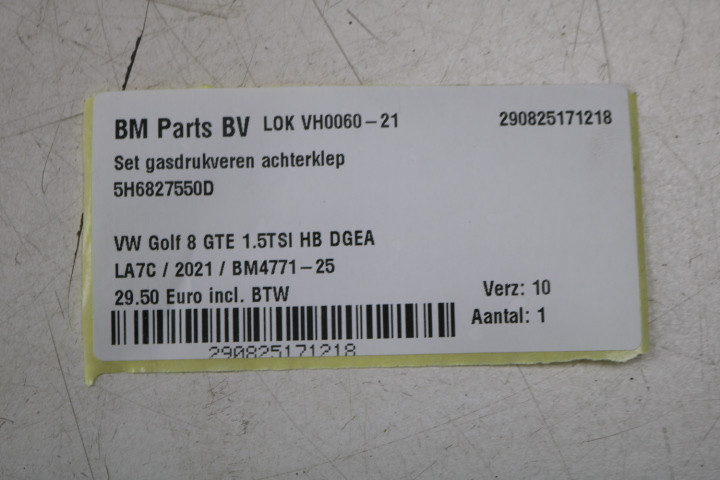 BM Parts BV LOK VH0060-21 290825171218
Set gasdrukveren achterklep
5H6827550D
VW Golf 8 GTE 1.5TSI HB DGEA
LA7C / 2021 / BM4771-25
29.50 Euro incl. BTW Verz: 10
Aantal: 1
290825171218